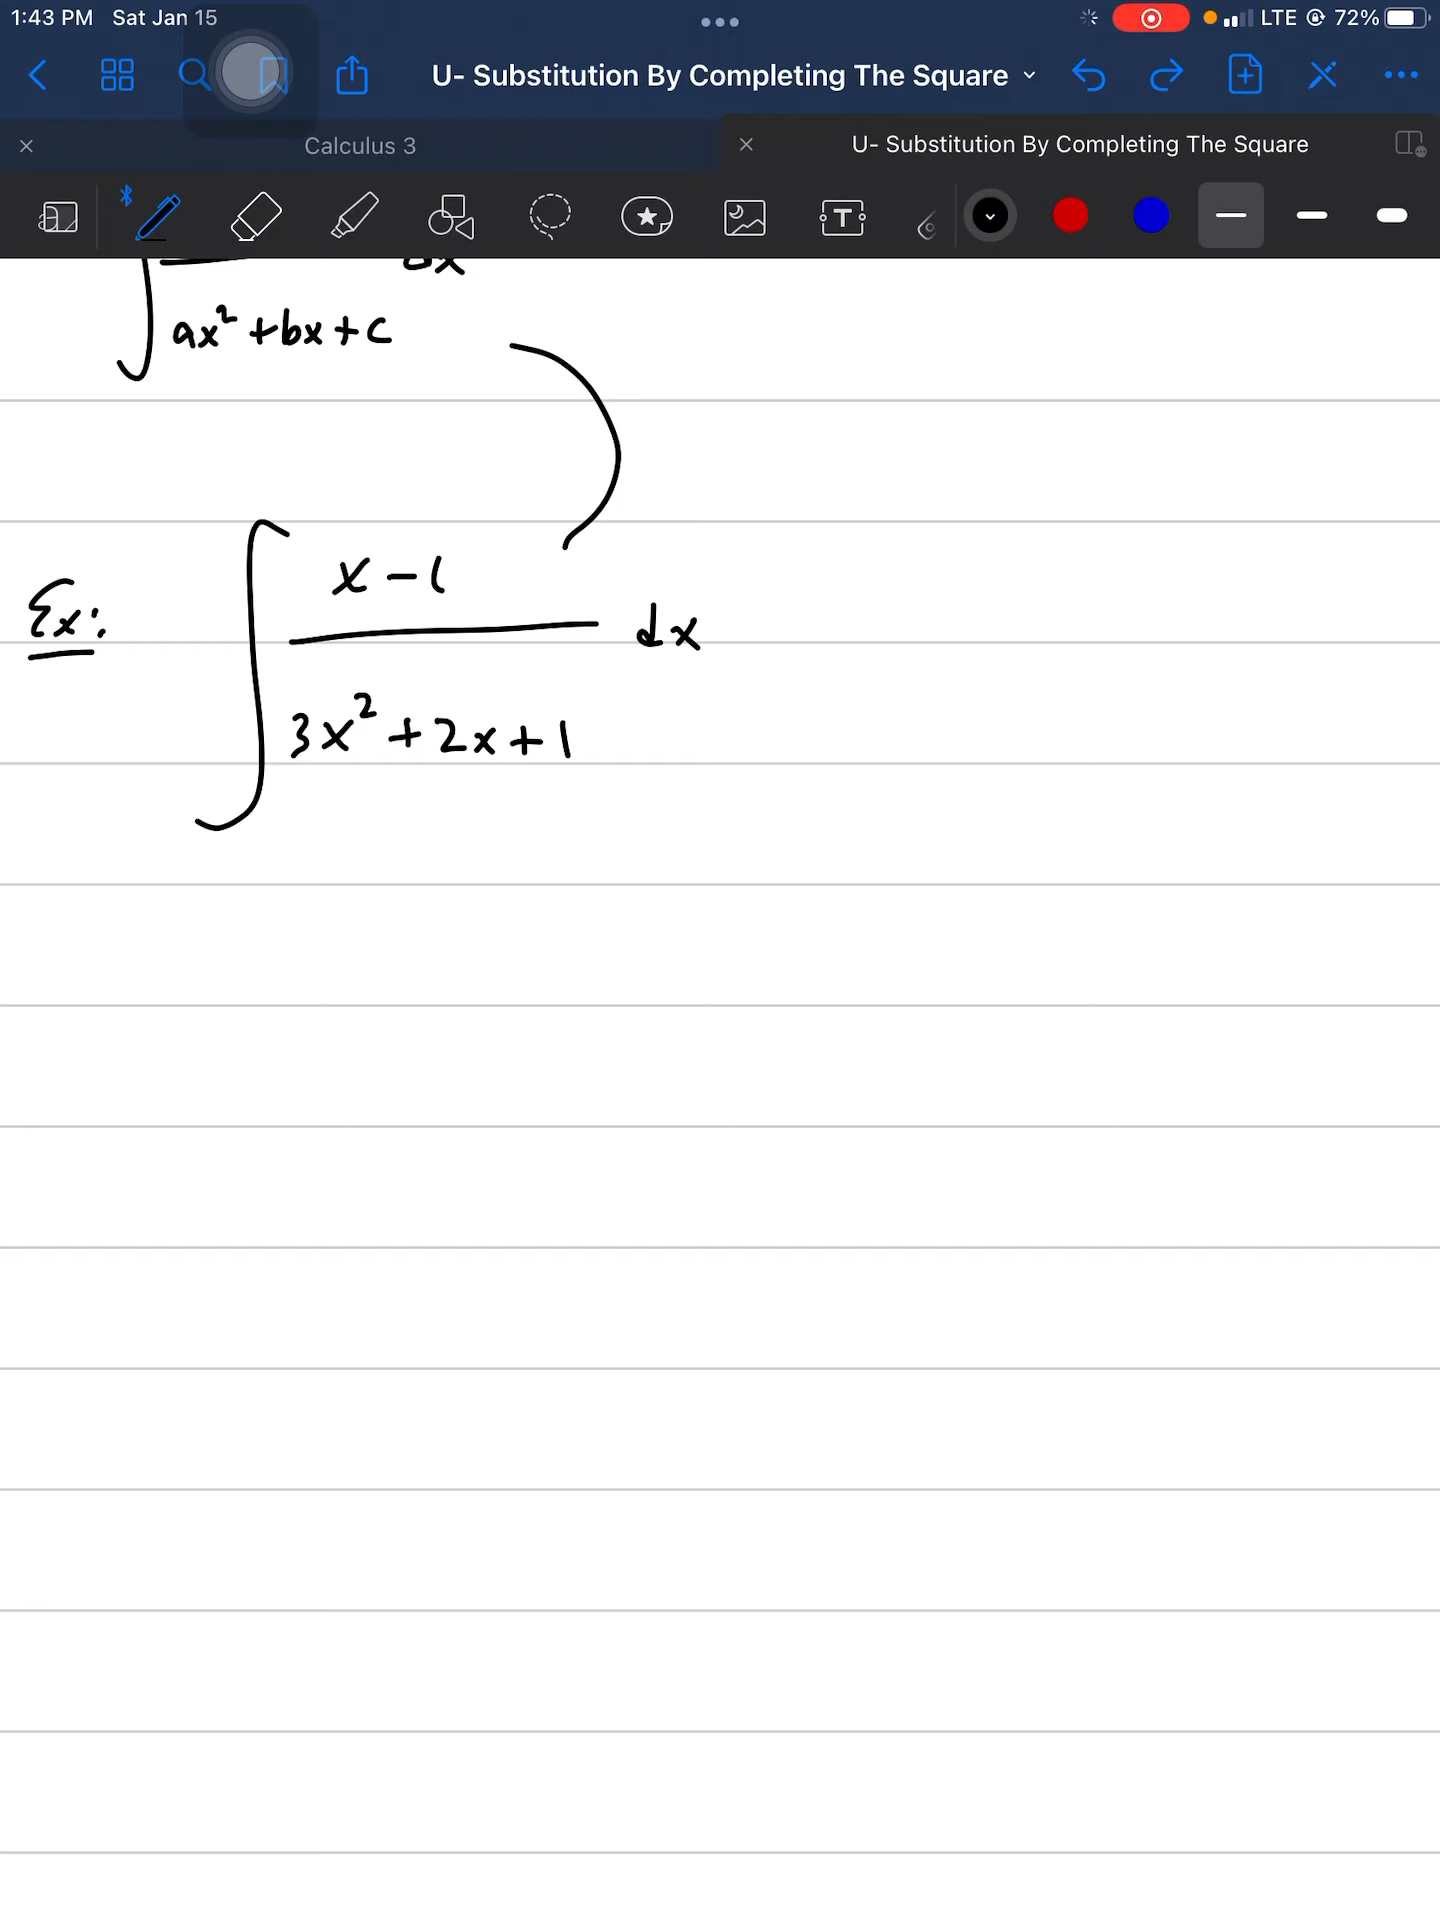 1:43 PM Sat Jan 15
LTE 72%
U- Substitution By Completing The Square
Calculus 3
U- Substitution By Completing The Square
dx
ax² + bx + c
x - 1
Ex: ∫ dx
3x² + 2x + 1